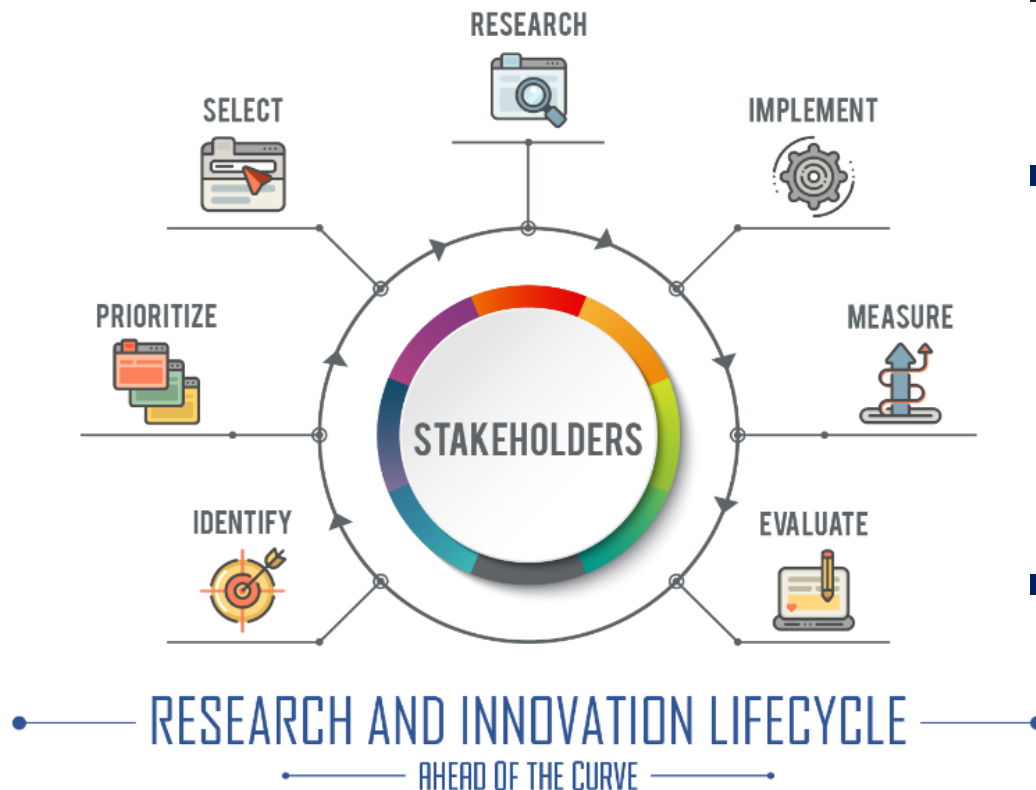 RESEARCH
SELECT
IMPLEMENT
PRIORITIZE
MEASURE
STAKEHOLDERS
IDENTIFY
EVALUATE
RESEARCH AND INNOVATION LIFECYCLE
AHEAD OF THE CURVE